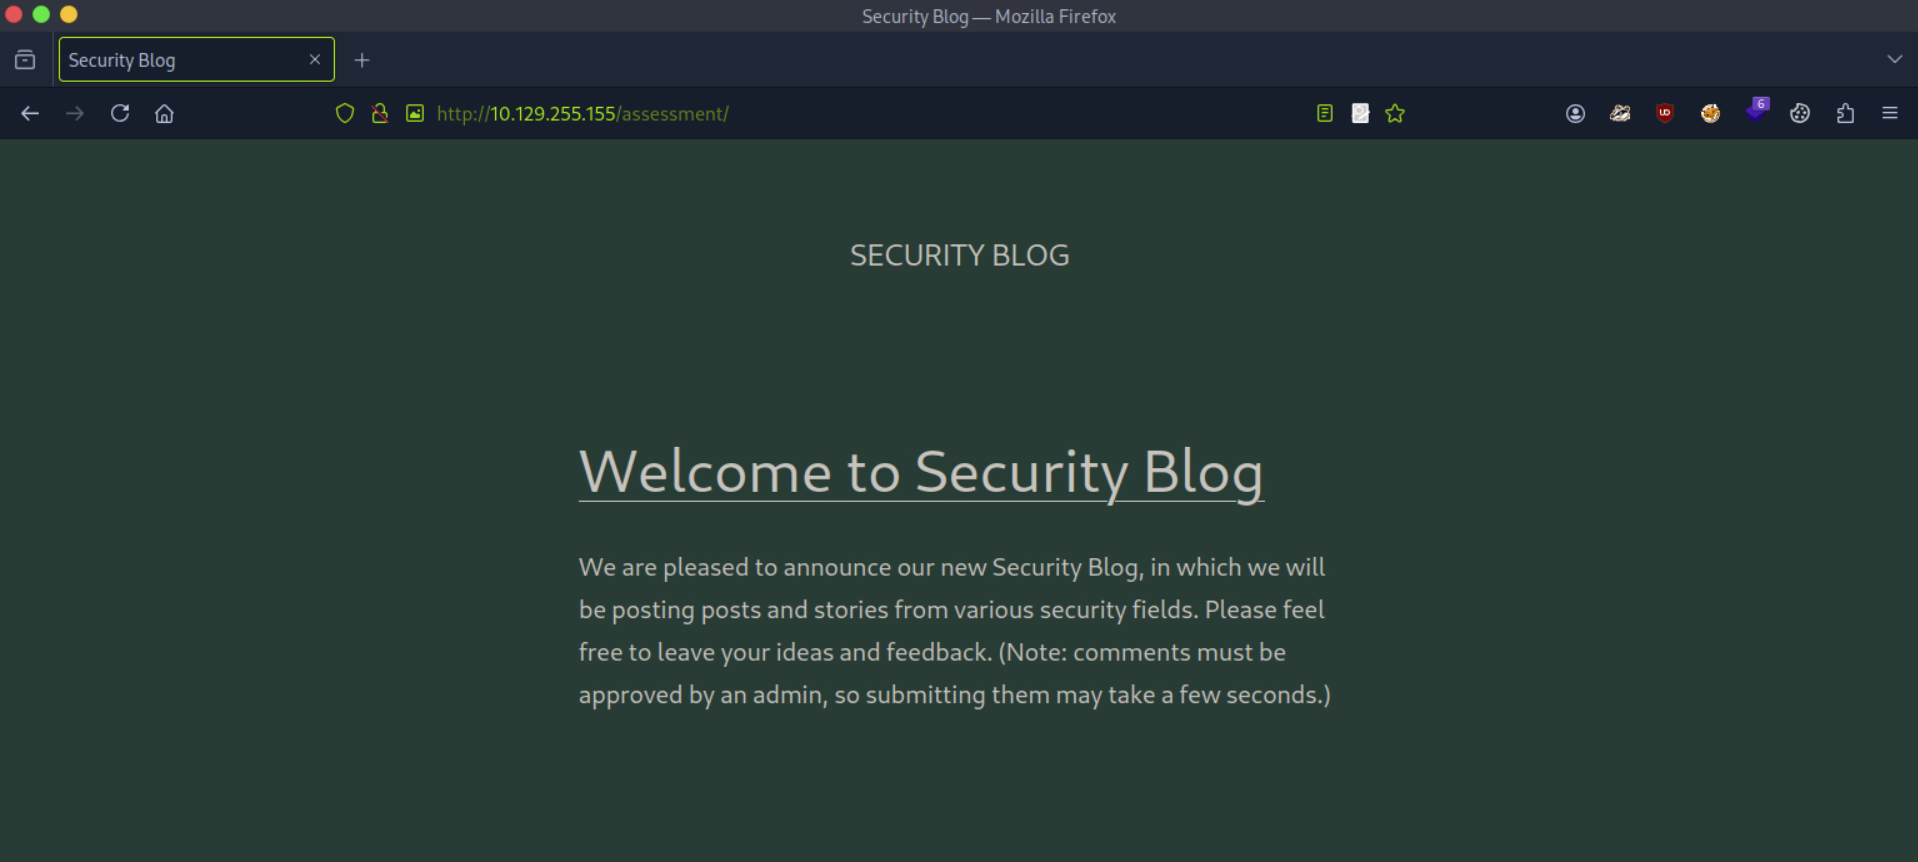 Security Blog — Mozilla Firefox
Security Blog
http://10.129.255.155/assessment/
6
SECURITY BLOG
Welcome to Security Blog
We are pleased to announce our new Security Blog, in which we will
be posting posts and stories from various security fields. Please feel
free to leave your ideas and feedback. (Note: comments must be
approved by an admin, so submitting them may take a few seconds.)